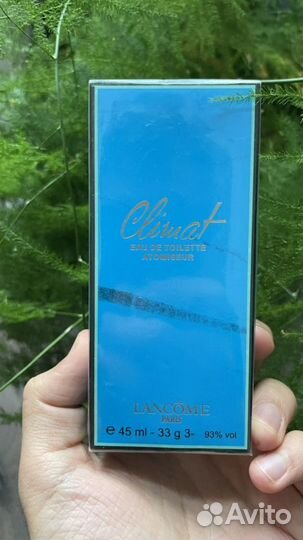 Climat
EAU DE TOILETTE
ATOMISEUR
LANCÔME
PARIS
e 45 ml - 33 g 3- 93% vol
Avito